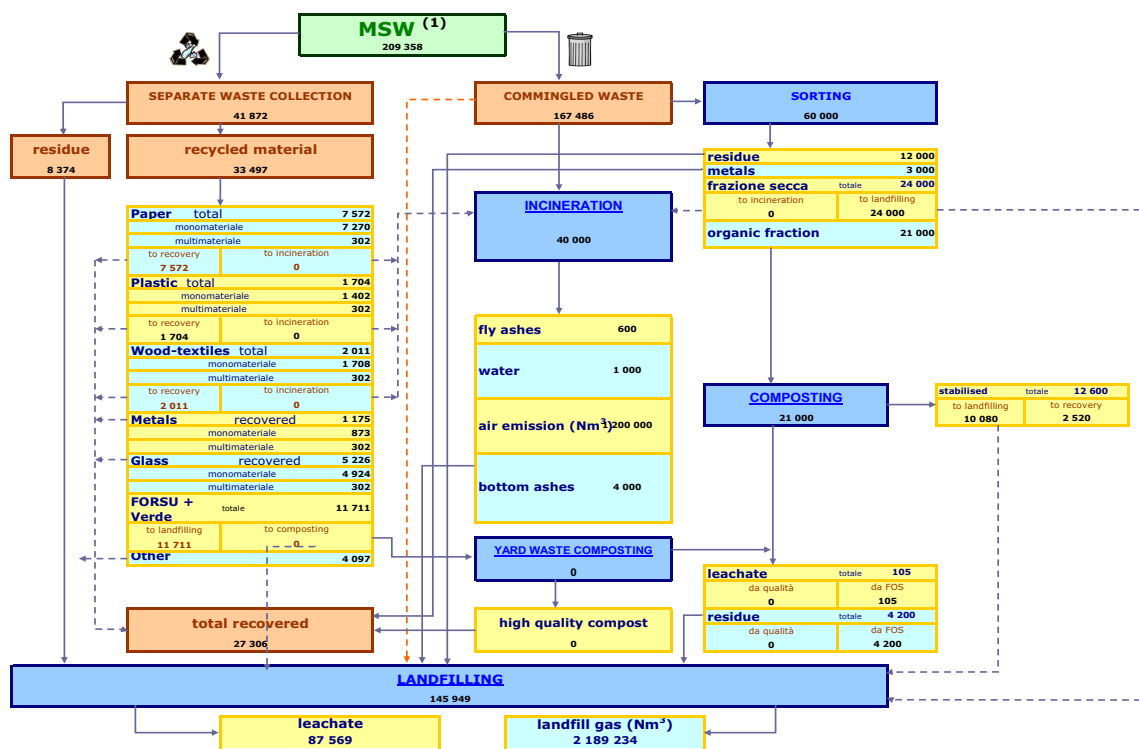 MSW (1)
209 358
SEPARATE WASTE COLLECTION
41 872
COMMINGLED WASTE
167 486
SORTING
60 000
residue
8 374
recycled material
33 497
residue 12 000
metals 3 000
frazione secca totale 24 000
to incineration to landfilling
0 24 000
organic fraction 21 000
INCINERATION
40 000
Paper total 7 572
monomateriale 7 270
multimateriale 302
to recovery to incineration
7 572 0
Plastic total 1 704
monomateriale 1 402
multimateriale 302
to recovery to incineration
1 704 0
Wood-textiles total 2 011
monomateriale 1 708
multimateriale 302
to recovery to incineration
2 011 0
Metals recovered 1 175
monomateriale 873
multimateriale 302
Glass recovered 5 226
monomateriale 4 924
multimateriale 302
FORSU +
Verde totale 11 711
to landfilling to composting
11 711 0
Other 4 097
fly ashes 600
water 1 000
air emission (Nm3) 200 000
bottom ashes 4 000
COMPOSTING
21 000
stabilised totale 12 600
to landfilling to recovery
10 080 2 520
YARD WASTE COMPOSTING
0
leachate totale 105
da qualità da FOS
0 105
residue totale 4 200
da qualità da FOS
0 4 200
total recovered
27 306
high quality compost
0
LANDFILLING
145 949
leachate
87 569
landfill gas (Nm3)
2 189 234